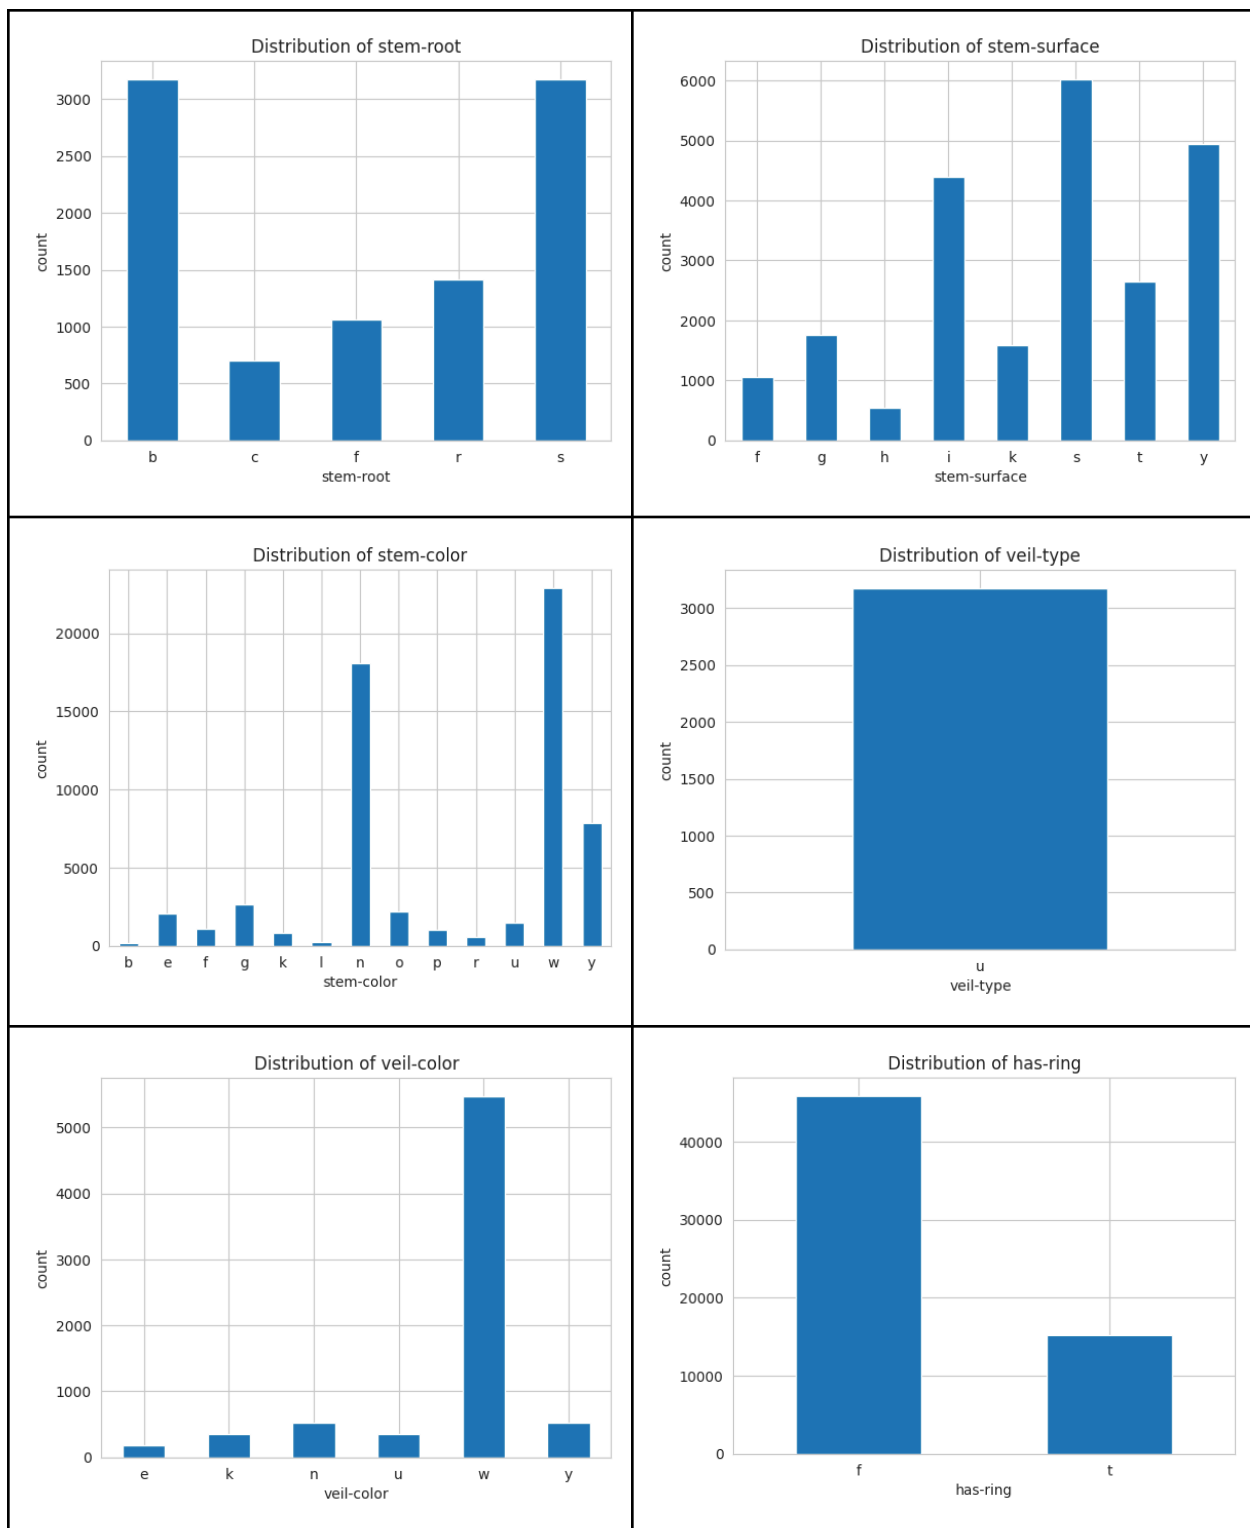 Distribution of stem-root
3000
2500
2000
1500
1000
500
0
count
b c f r s
stem-root
Distribution of stem-surface
6000
5000
4000
3000
2000
1000
0
count
f g h i k s t y
stem-surface
Distribution of stem-color
20000
15000
10000
5000
0
count
b e f g k l n o p r u w y
stem-color
Distribution of veil-type
3000
2500
2000
1500
1000
500
0
count
u
veil-type
Distribution of veil-color
5000
4000
3000
2000
1000
0
count
e k n u w y
veil-color
Distribution of has-ring
40000
30000
20000
10000
0
count
f t
has-ring